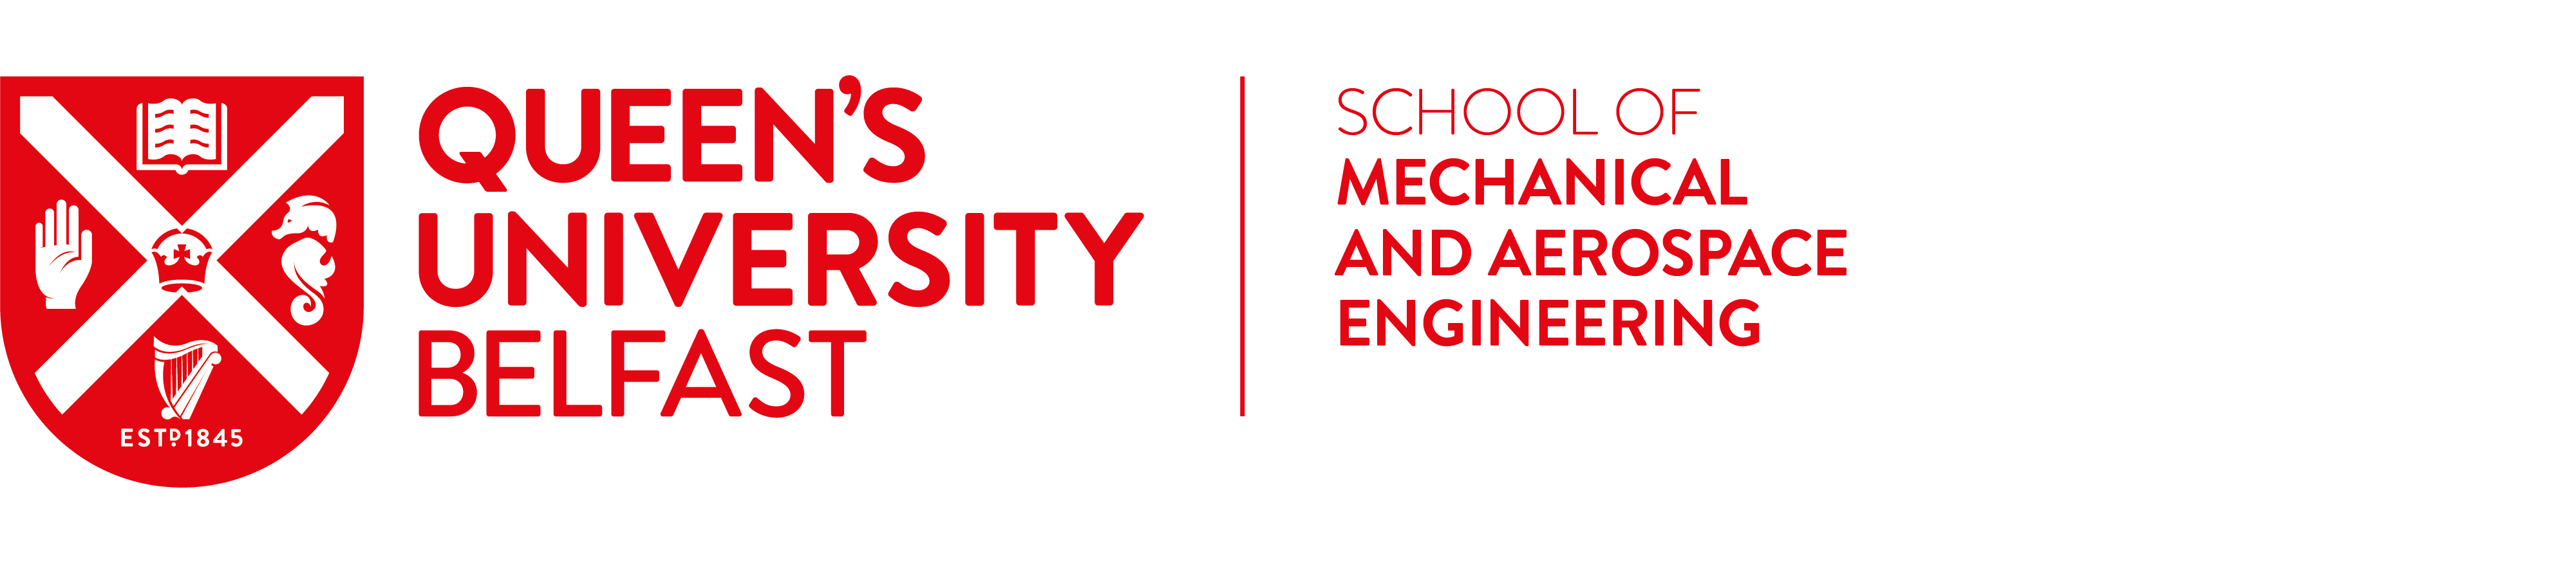 QUEEN'S
UNIVERSITY
BELFAST
ESTD1845
SCHOOL OF
MECHANICAL
AND AEROSPACE
ENGINEERING